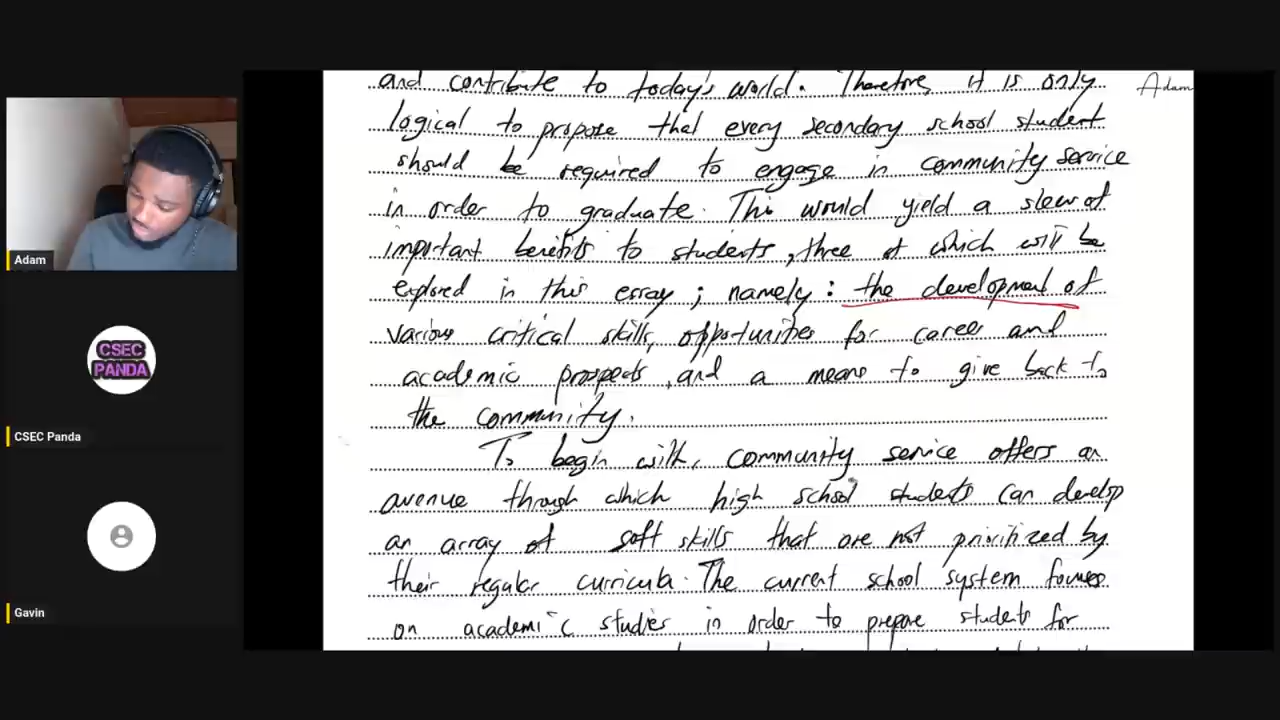 and contribute to today's world. Therefore, it is only
Adam
logical to propose that every secondary school student
should be required to engage in community service
in order to graduate. This would yield a slew of
important benefits to students, three of which will be
explored in this essay; namely: the development of
various critical skills, opportunities for career and
academic prospects, and a means to give back to
the community.
To begin with, community service offers an
avenue through which high school students can develop
an array of soft skills that are not prioritized by
their regular curricula. The current school system focuses
on academic studies in order to prepare students for
Adam
CSEC
PANDA
CSEC Panda
Gavin